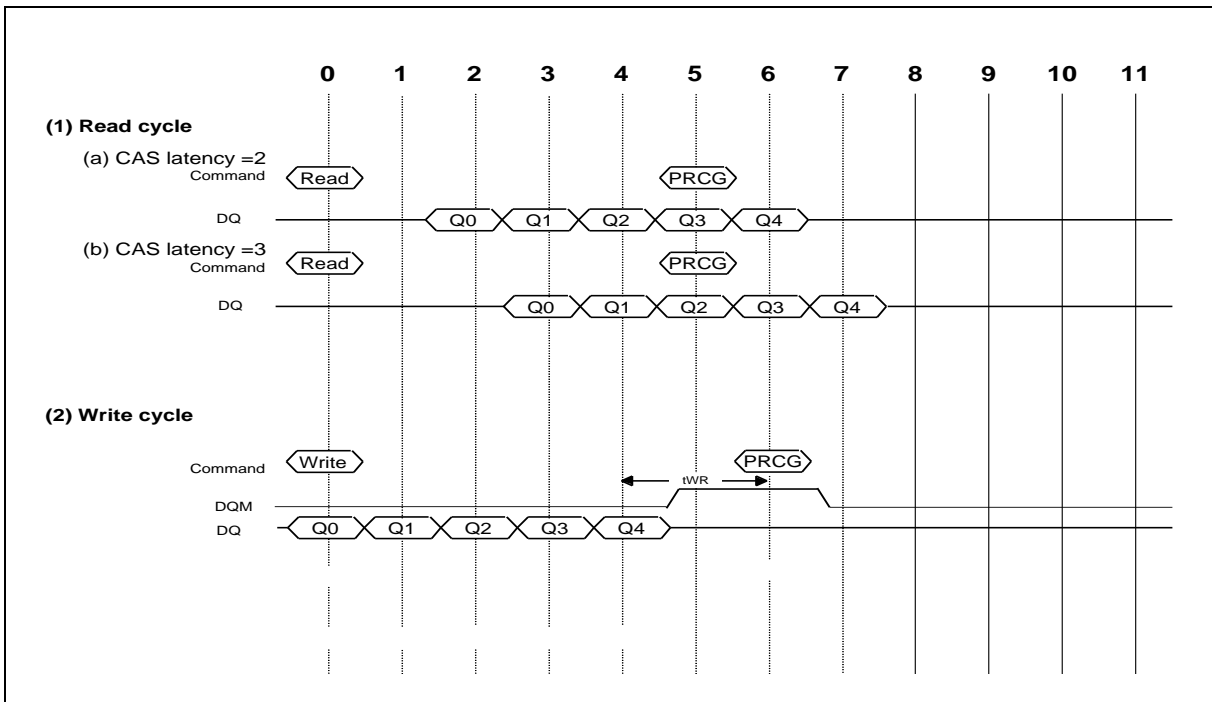 0 1 2 3 4 5 6 7 8 9 10 11
(1) Read cycle
(a) CAS latency =2
Command Read PRCG
DQ Q0 Q1 Q2 Q3 Q4
(b) CAS latency =3
Command Read PRCG
DQ Q0 Q1 Q2 Q3 Q4
(2) Write cycle
Command Write PRCG
tWR
DQM
DQ Q0 Q1 Q2 Q3 Q4